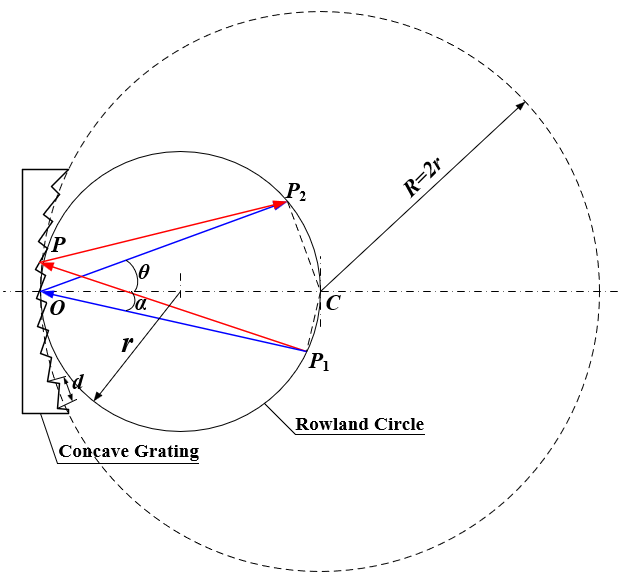 R=2r
P₂
P
θ
α
O
C
r
P₁
d
Rowland Circle
Concave Grating